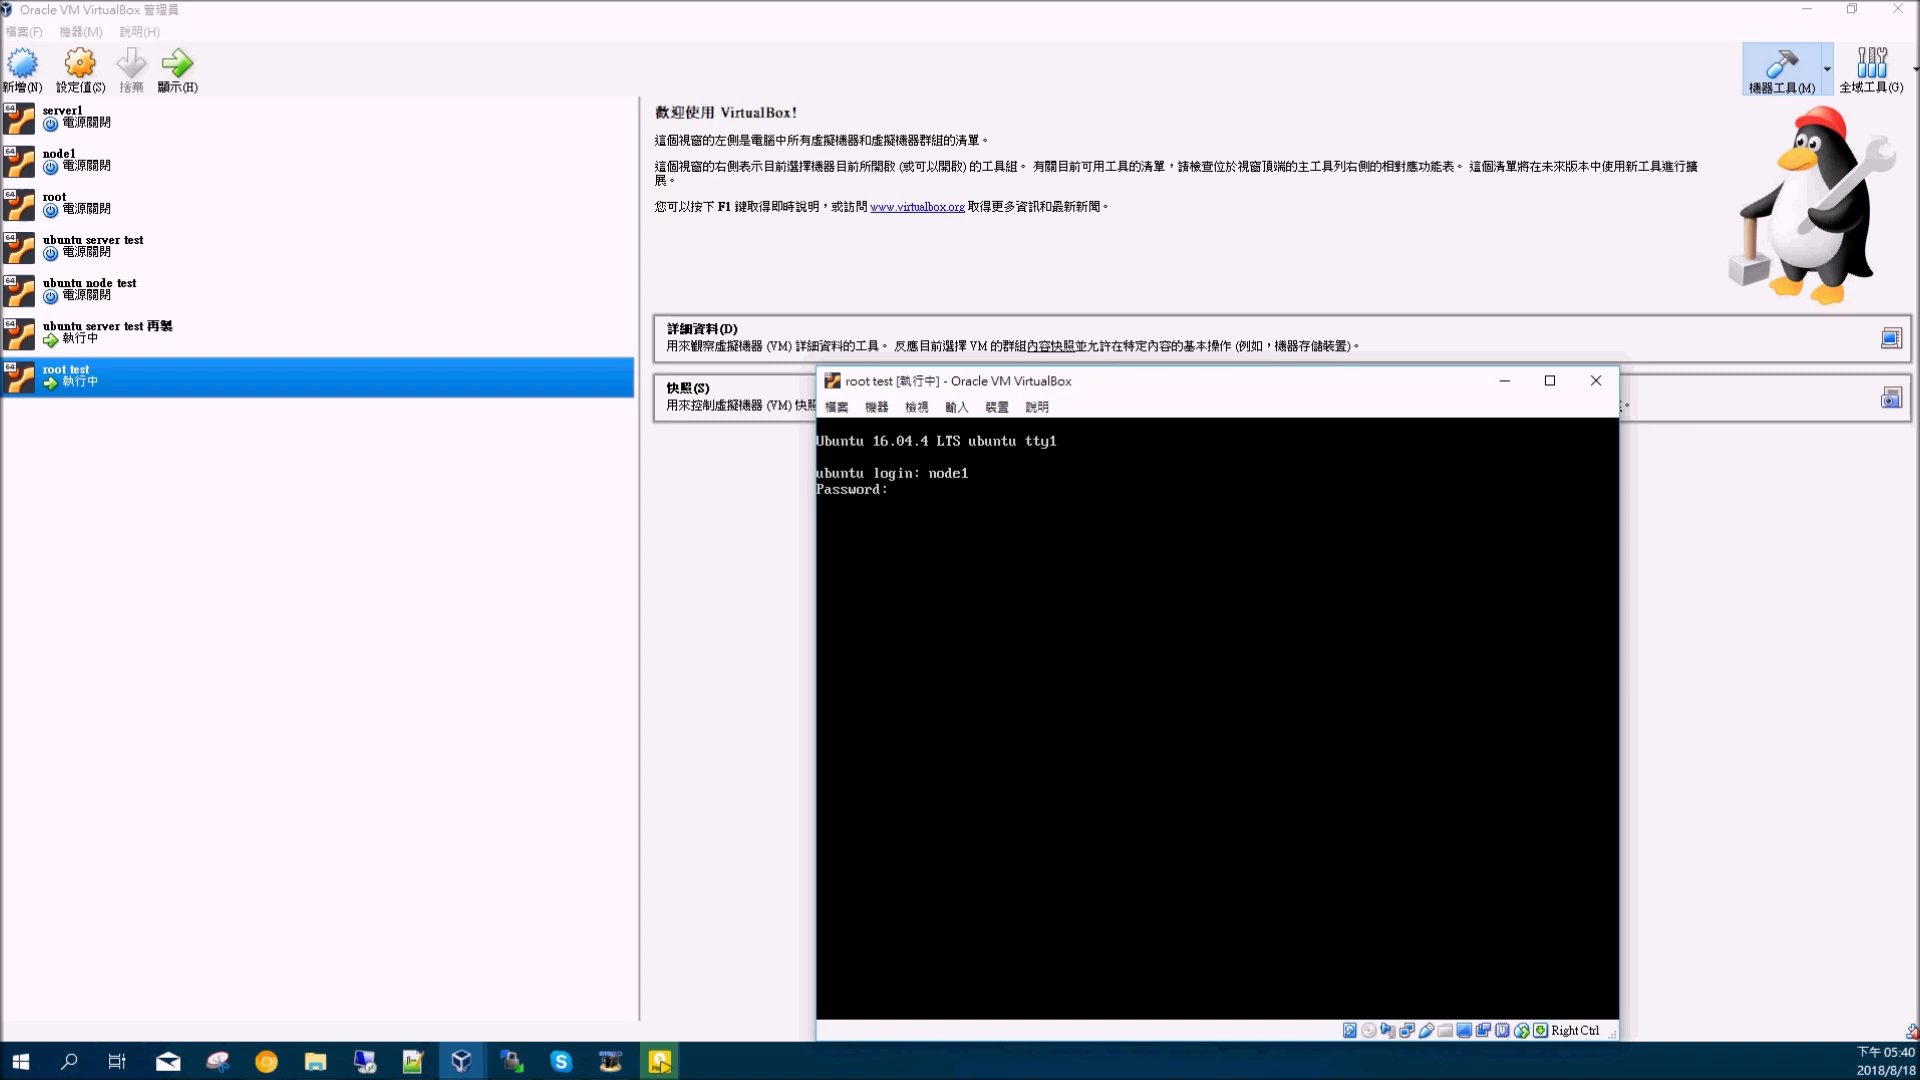 Oracle VM VirtualBox 管理員
檔案(F) 機器(M) 說明(H)
新增(N) 設定值(S) 捨棄 顯示(H)
機器工具(M) 全域工具(G)
64 server1
電源關閉
64 node1
電源關閉
64 root
電源關閉
64 ubuntu server test
電源關閉
64 ubuntu node test
電源關閉
64 ubuntu server test 再製
執行中
64 root test
執行中
歡迎使用 VirtualBox!
這個視窗的左側是電腦中所有虛擬機器和虛擬機器群組的清單。
這個視窗的右側表示目前選擇機器目前所開啟 (或可以開啟) 的工具組。 有關目前可用工具的清單，請檢查位於視窗頂端的主工具列右側的相對應功能表。 這個清單將在未來版本中使用新工具進行擴
展。
您可以按下 F1 鍵取得即時說明，或訪問 www.virtualbox.org 取得更多資訊和最新新聞。
詳細資料(D)
用來觀察虛擬機器 (VM) 詳細資料的工具。 反應目前選擇 VM 的群組內容快照並允許在特定內容的基本操作 (例如，機器存儲裝置)。
快照(S)
用來控制虛擬機器 (VM) 快照
root test [執行中] - Oracle VM VirtualBox
檔案 機器 檢視 輸入 裝置 說明
Ubuntu 16.04.4 LTS ubuntu tty1
ubuntu login: node1
Password:
Right Ctrl
下午 05:40
2018/8/18